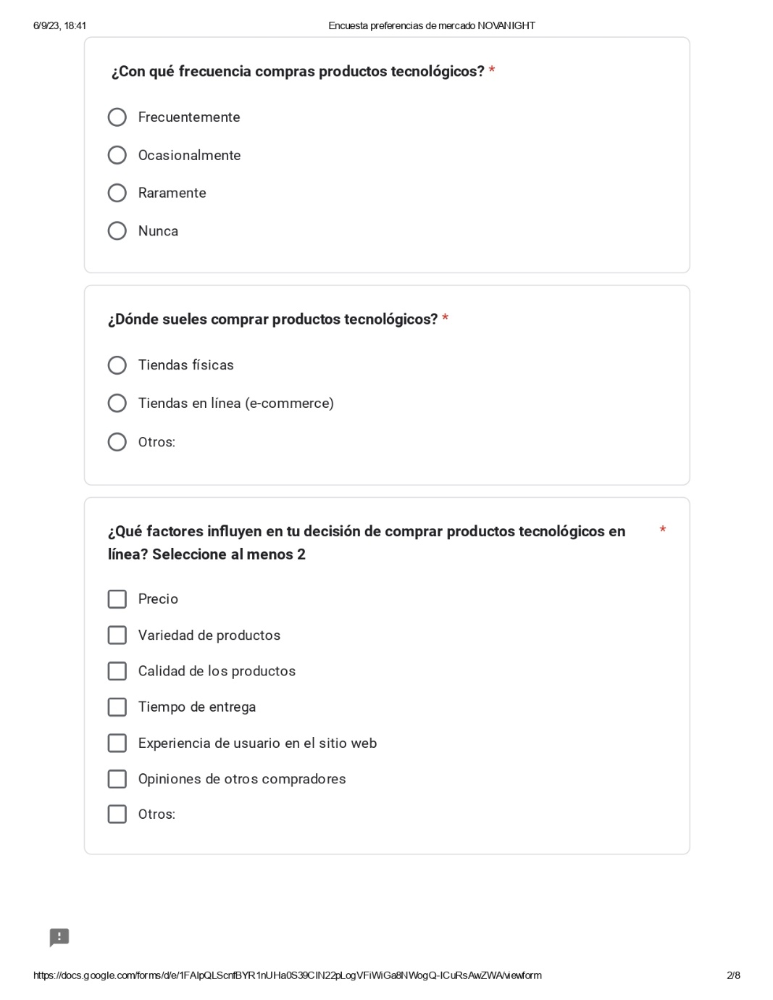 6/9/23, 18:41
Encuesta preferencias de mercado NOVANIGHT
¿Con qué frecuencia compras productos tecnológicos? *
Frecuentemente
Ocasionalmente
Raramente
Nunca
¿Dónde sueles comprar productos tecnológicos? *
Tiendas físicas
Tiendas en línea (e-commerce)
Otros:
¿Qué factores influyen en tu decisión de comprar productos tecnológicos en *
línea? Seleccione al menos 2
Precio
Variedad de productos
Calidad de los productos
Tiempo de entrega
Experiencia de usuario en el sitio web
Opiniones de otros compradores
Otros:
https://docs.google.com/forms/d/e/1FAIpQLScnfBYR1nUHa0S39CIN22pLogVFiWiGa8NWogQ-ICuRsAwZWA/viewform
2/8